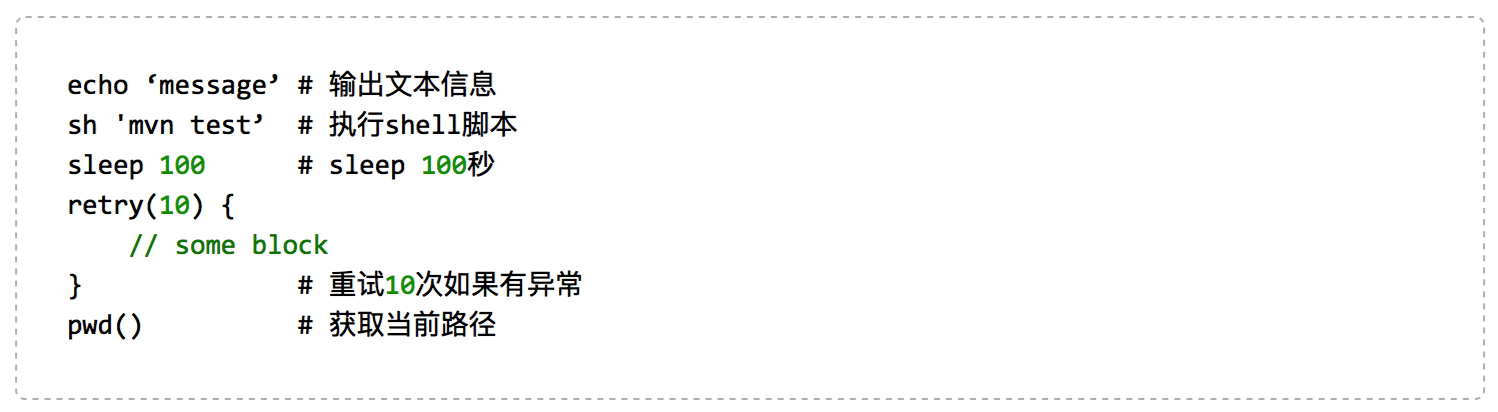 echo ‘message’ # 输出文本信息
sh 'mvn test’  # 执行shell脚本
sleep 100      # sleep 100秒
retry(10) {
    // some block
}              # 重试10次如果有异常
pwd()          # 获取当前路径